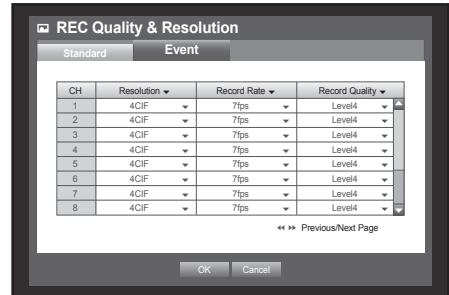 REC Quality & Resolution
Standard Event
CH Resolution Record Rate Record Quality
1 4CIF 7fps Level4
2 4CIF 7fps Level4
3 4CIF 7fps Level4
4 4CIF 7fps Level4
5 4CIF 7fps Level4
6 4CIF 7fps Level4
7 4CIF 7fps Level4
8 4CIF 7fps Level4
Previous/Next Page
OK Cancel